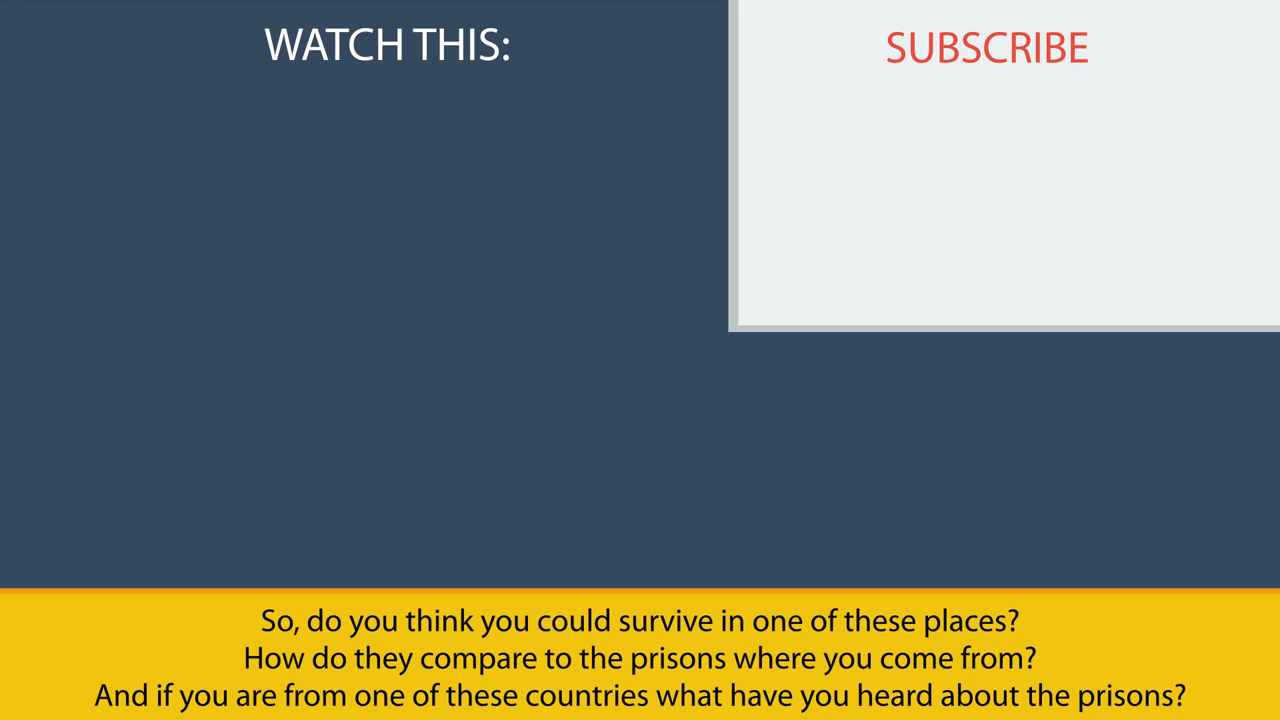 WATCH THIS:
SUBSCRIBE
So, do you think you could survive in one of these places?
How do they compare to the prisons where you come from?
And if you are from one of these countries what have you heard about the prisons?